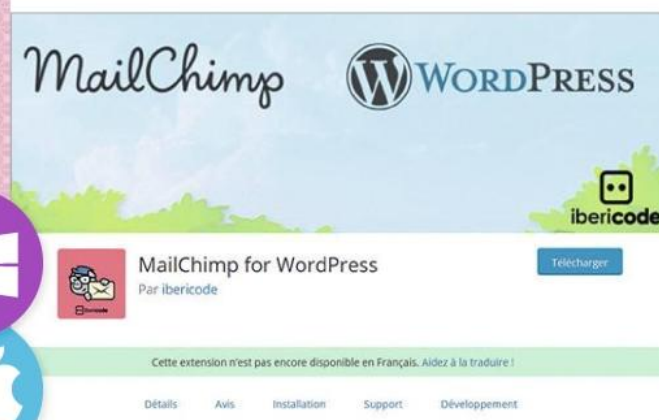 MailChimp WORDPRESS
ibericode
MailChimp for WordPress
Télécharger
Par ibericode
ibericode
Cette extension n'est pas encore disponible en Français. Aidez à la traduire !
Détails Avis Installation Support Développement